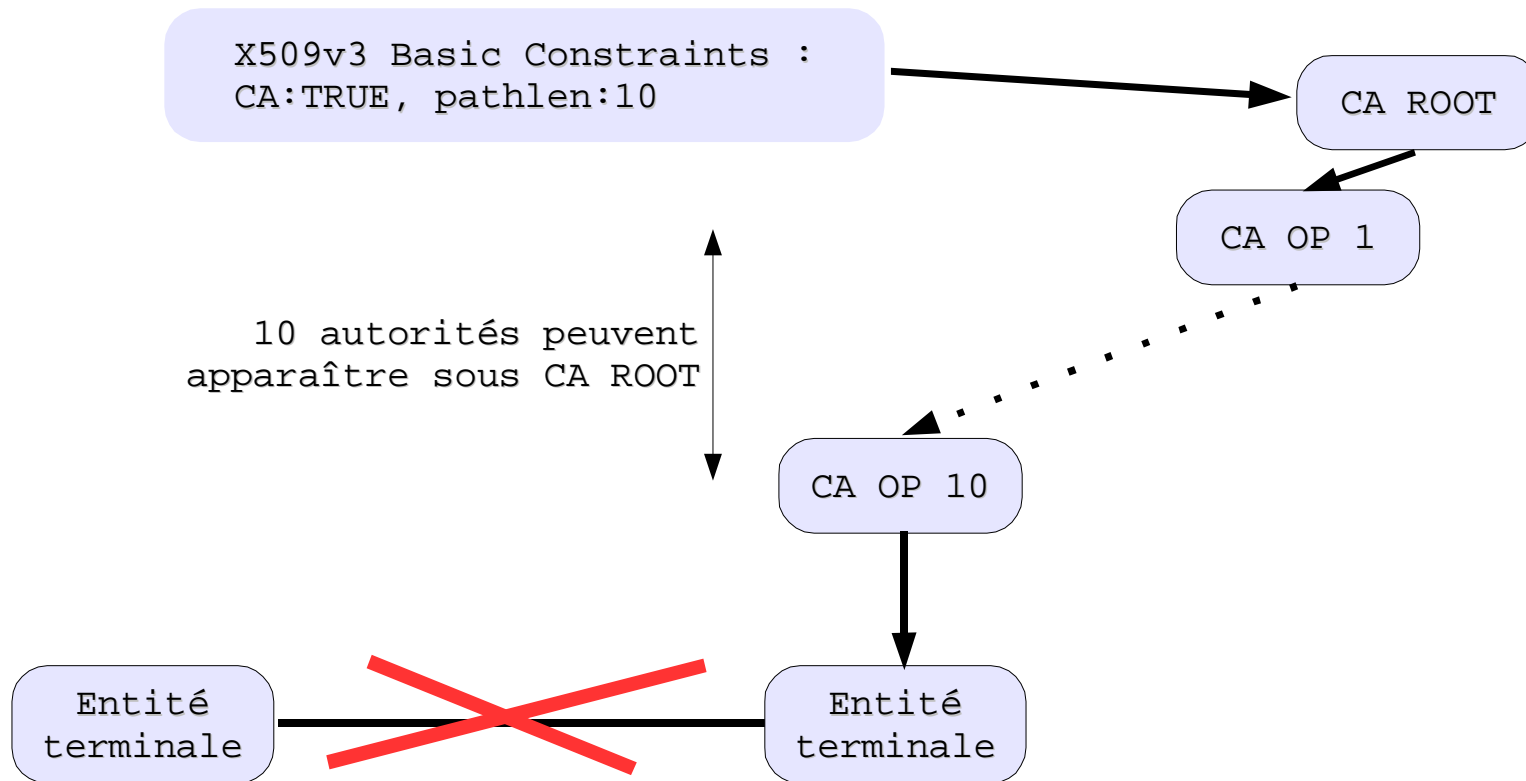 X509v3 Basic Constraints :
CA:TRUE, pathlen:10
CA ROOT
CA OP 1
10 autorités peuvent
apparaître sous CA ROOT
CA OP 10
Entité
terminale
Entité
terminale